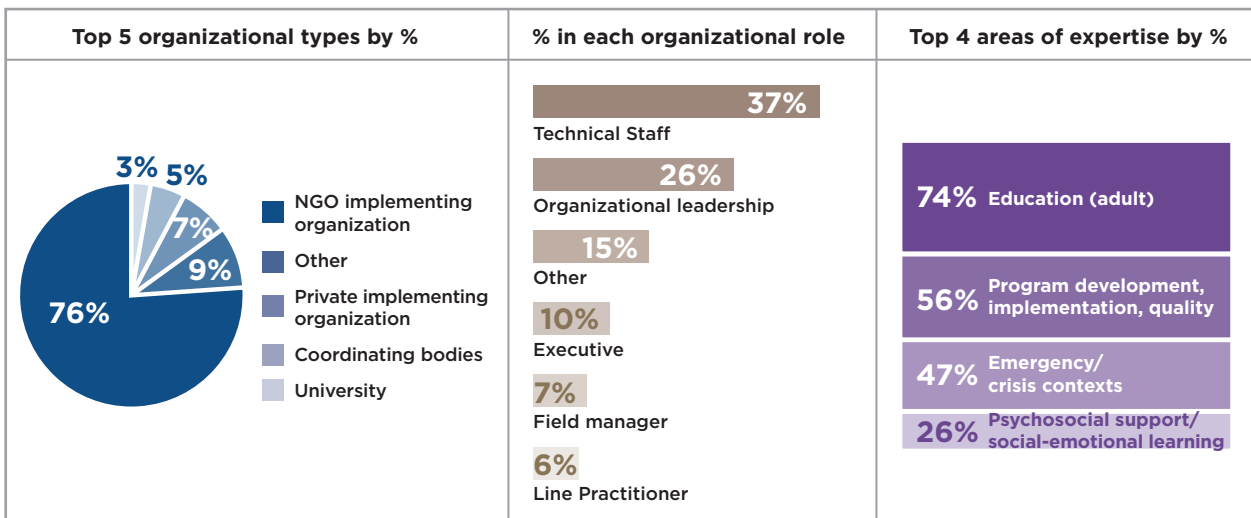 Top 5 organizational types by %
3%
5%
7%
9%
76%
NGO implementing
organization
Other
Private implementing
organization
Coordinating bodies
University
% in each organizational role
37%
Technical Staff
26%
Organizational leadership
15%
Other
10%
Executive
7%
Field manager
6%
Line Practitioner
Top 4 areas of expertise by %
74% Education (adult)
56% Program development,
implementation, quality
47% Emergency/
crisis contexts
26% Psychosocial support/
social-emotional learning